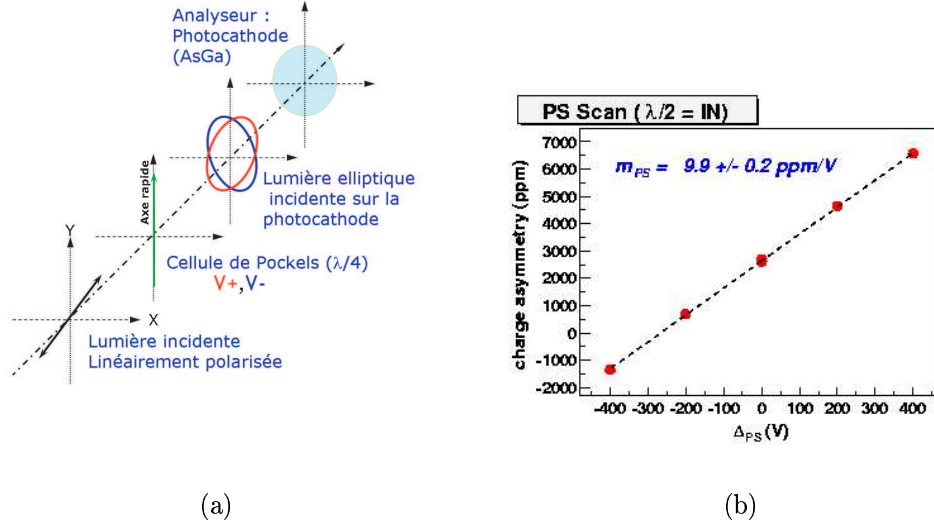 Analyseur :
Photocathode
(AsGa)
Axe rapide
Lumière elliptique
incidente sur la
photocathode
Y
Cellule de Pockels (λ/4)
V+,V-
X
Lumière incidente
Linéairement polarisée
(a)
PS Scan ( λ/2 = IN)
m_PS = 9.9 +/- 0.2 ppm/V
charge asymmetry (ppm)
7000
6000
5000
4000
3000
2000
1000
0
-1000
-2000
-400 -300 -200 -100 0 100 200 300 400
Δ_PS (V)
(b)